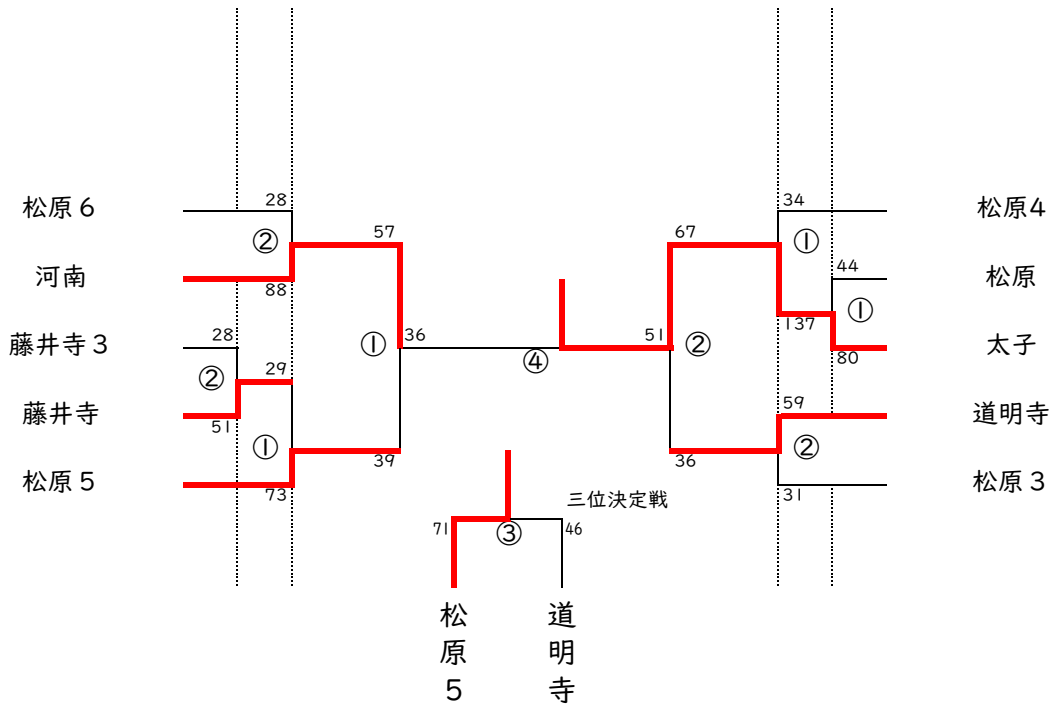 28
34
松原６
松原4
57
67
②
①
44
河南
松原
88
①
137
28
36
51
藤井寺３
①
④
②
太子
80
②
29
59
藤井寺
道明寺
51
①
②
39
36
松原５
松原３
73
31
三位決定戦
71
③
46
松原５
道明寺